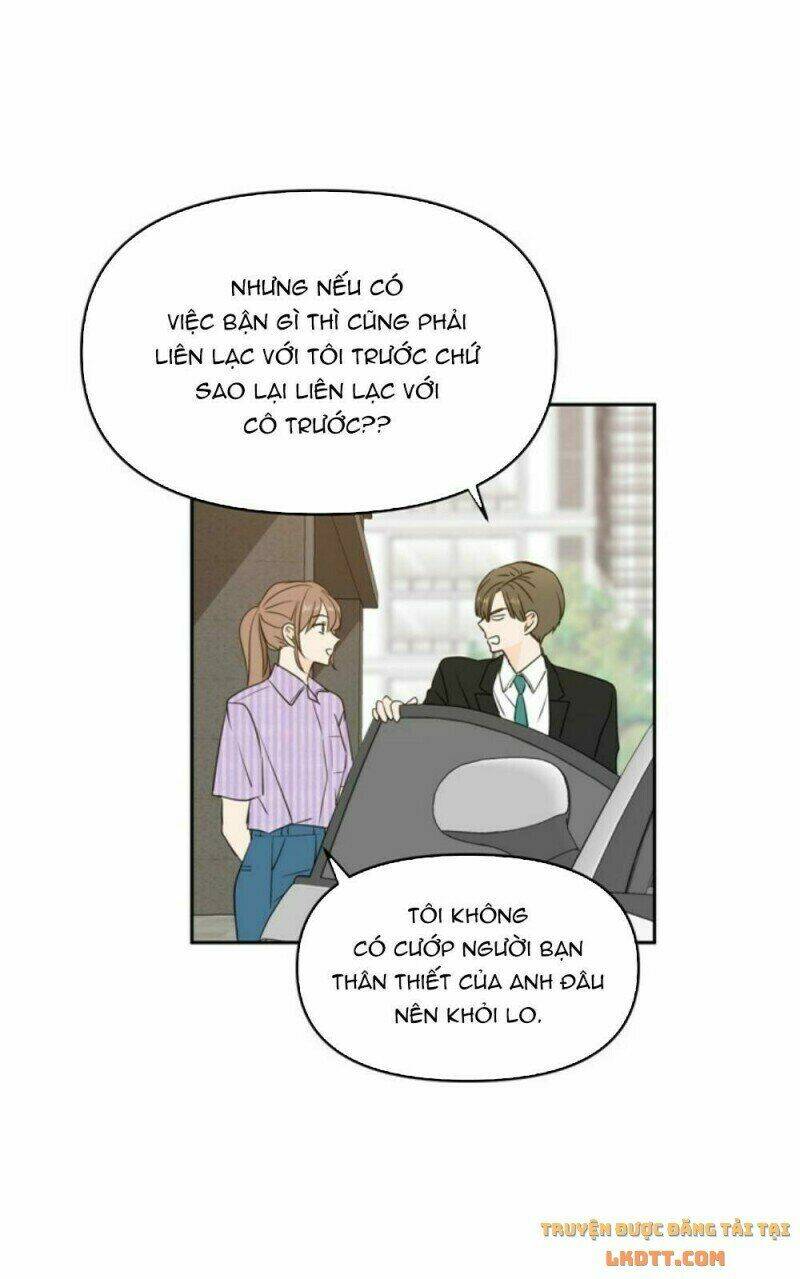 NHƯNG NẾU CÓ
VIỆC BẬN GÌ THÌ CŨNG PHẢI
LIÊN LẠC VỚI TÔI TRƯỚC CHỨ
SAO LẠI LIÊN LẠC VỚI
CÔ TRƯỚC??
TÔI KHÔNG
CÓ CƯỚP NGƯỜI BẠN
THÂN THIẾT CỦA ANH ĐÂU
NÊN KHỎI LO.
TRUYỆN ĐƯỢC ĐĂNG TẢI TẠI
LKDTT.COM